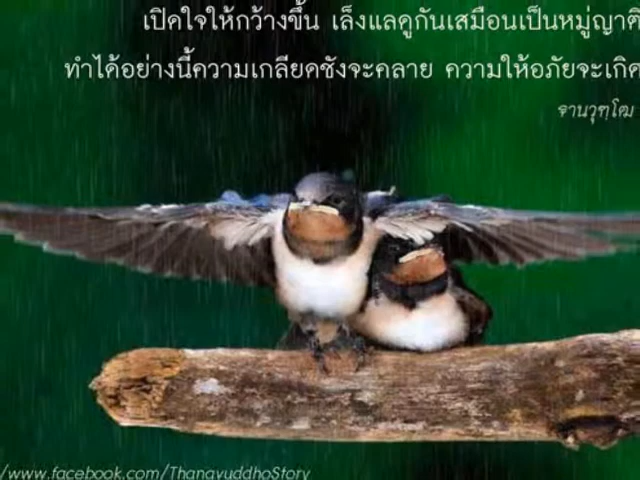 เปิดใจให้กว้างขึ้น เล็งแลดูกันเสมือนเป็นหมู่ญาติ
ทำได้อย่างนี้ความเกลียดชังจะคลาย ความให้อภัยจะเกิด
ฐานวุฑฺโฒ
/www.facebook.com/ThanavuddhoStory